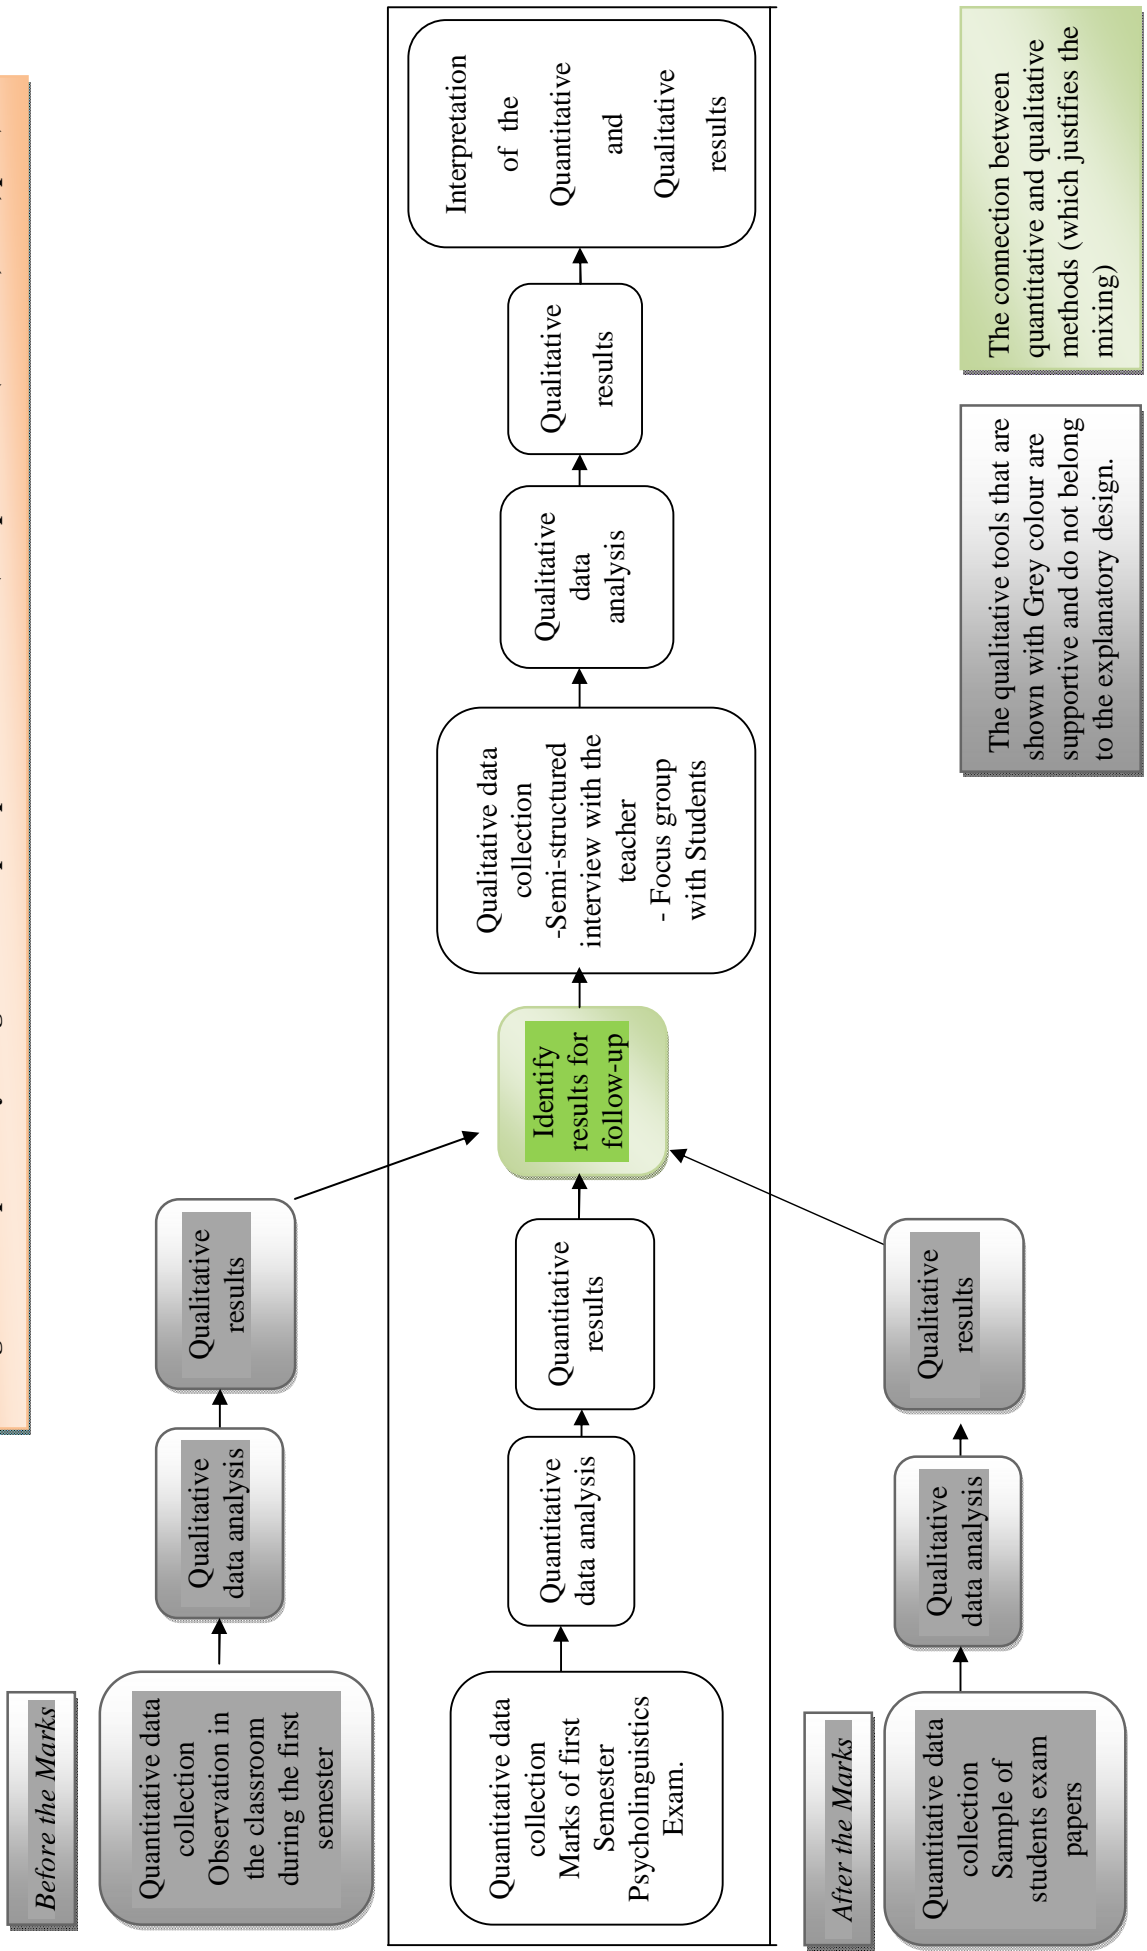 Before the Marks
Quantitative data
collection
Observation in
the classroom
during the first
semester
Qualitative
data analysis
Qualitative
results
Quantitative data
collection
Marks of first
Semester
Psycholinguistics
Exam.
Quantitative
data analysis
Quantitative
results
Identify
results for
follow-up
Qualitative data
collection
-Semi-structured
interview with the
teacher
- Focus group
with Students
Qualitative
data
analysis
Qualitative
results
Interpretation
of the
Quantitative
and
Qualitative
results
After the Marks
Quantitative data
collection
Sample of
students exam
papers
Qualitative
data analysis
Qualitative
results
The qualitative tools that are
shown with Grey colour are
supportive and do not belong
to the explanatory design.
The connection between
quantitative and qualitative
methods (which justifies the
mixing)